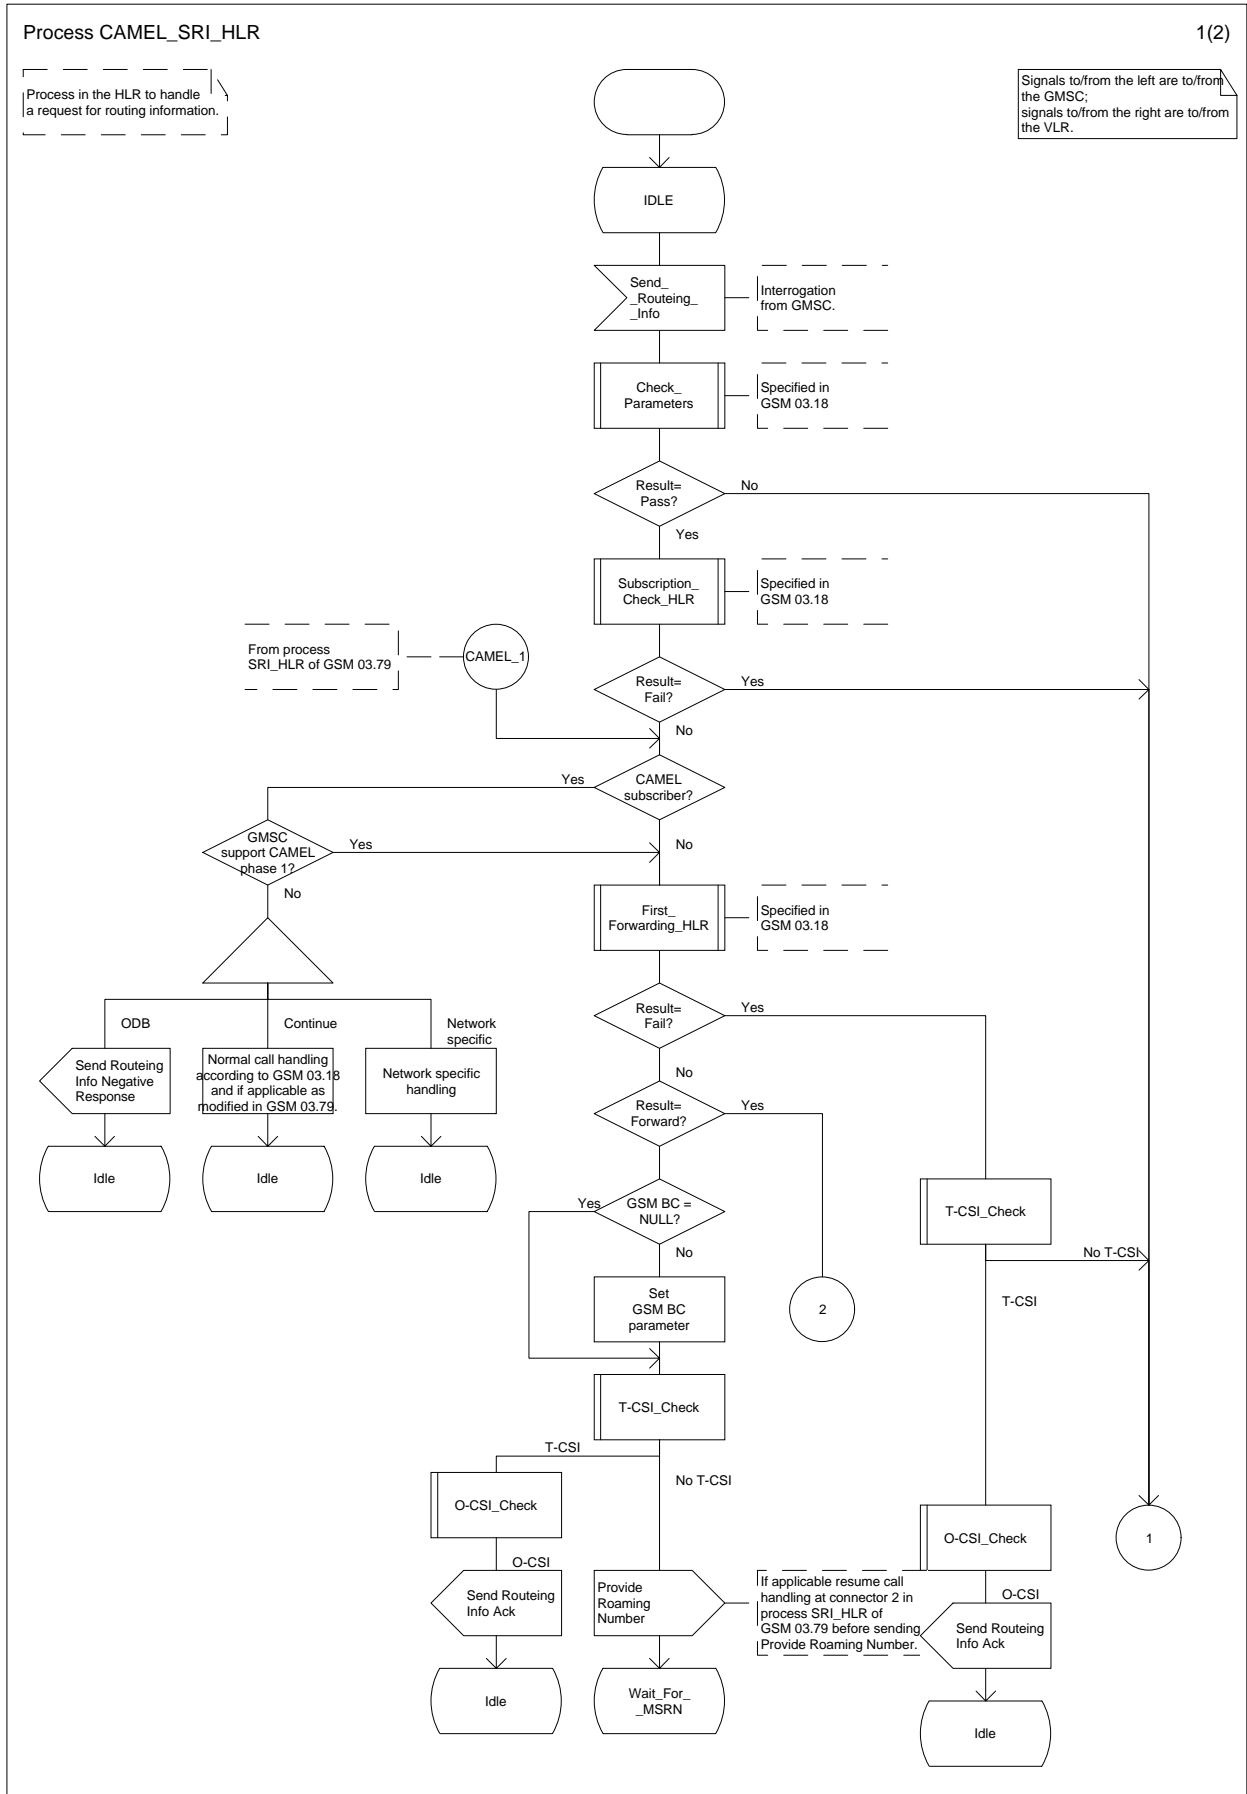 Process CAMEL_SRI_HLR
1(2)
Process in the HLR to handle
a request for routing information.
Signals to/from the left are to/from
the GMSC;
signals to/from the right are to/from
the VLR.
IDLE
Send_
_Routeing_
_Info
Interrogation
from GMSC.
Check_
Parameters
Specified in
GSM 03.18
Result=
Pass?
No
Yes
Subscription_
Check_HLR
Specified in
GSM 03.18
From process
SRI_HLR of GSM 03.79
CAMEL_1
Result=
Fail?
Yes
No
Yes
CAMEL
subscriber?
GMSC
support CAMEL
phase 1?
Yes
No
No
First_
Forwarding_HLR
Specified in
GSM 03.18
Result=
Fail?
Yes
ODB
Continue
Network
specific
Send Routeing
Info Negative
Response
Normal call handling
according to GSM 03.18
and if applicable as
modified in GSM 03.79.
Network specific
handling
No
Result=
Forward?
Yes
Idle
Idle
Idle
Yes
GSM BC =
NULL?
T-CSI_Check
No
No T-CSI
Set
GSM BC
parameter
2
T-CSI
T-CSI_Check
T-CSI
No T-CSI
O-CSI_Check
O-CSI_Check
1
O-CSI
Send Routeing
Info Ack
Provide
Roaming
Number
If applicable resume call
handling at connector 2 in
process SRI_HLR of
GSM 03.79 before sending
Provide Roaming Number.
O-CSI
Send Routeing
Info Ack
Idle
Wait_For_
_MSRN
Idle